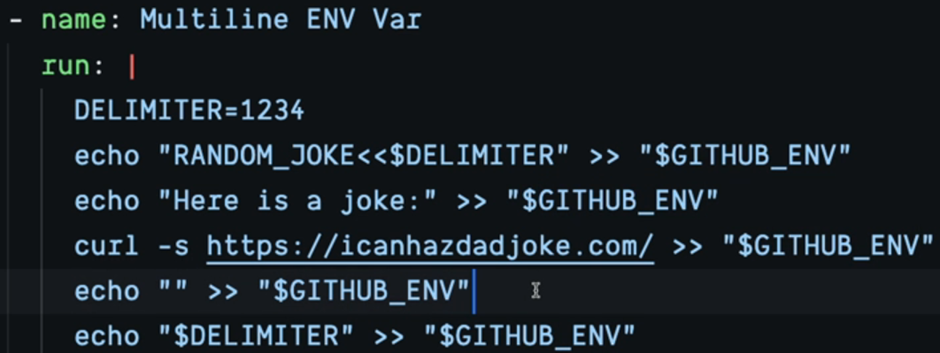 - name: Multiline ENV Var
run: |
DELIMITER=1234
echo "RANDOM_JOKE<<$DELIMITER" >> "$GITHUB_ENV"
echo "Here is a joke:" >> "$GITHUB_ENV"
curl -s https://icanhazdadjoke.com/ >> "$GITHUB_ENV"
echo "" >> "$GITHUB_ENV"
echo "$DELIMITER" >> "$GITHUB_ENV"